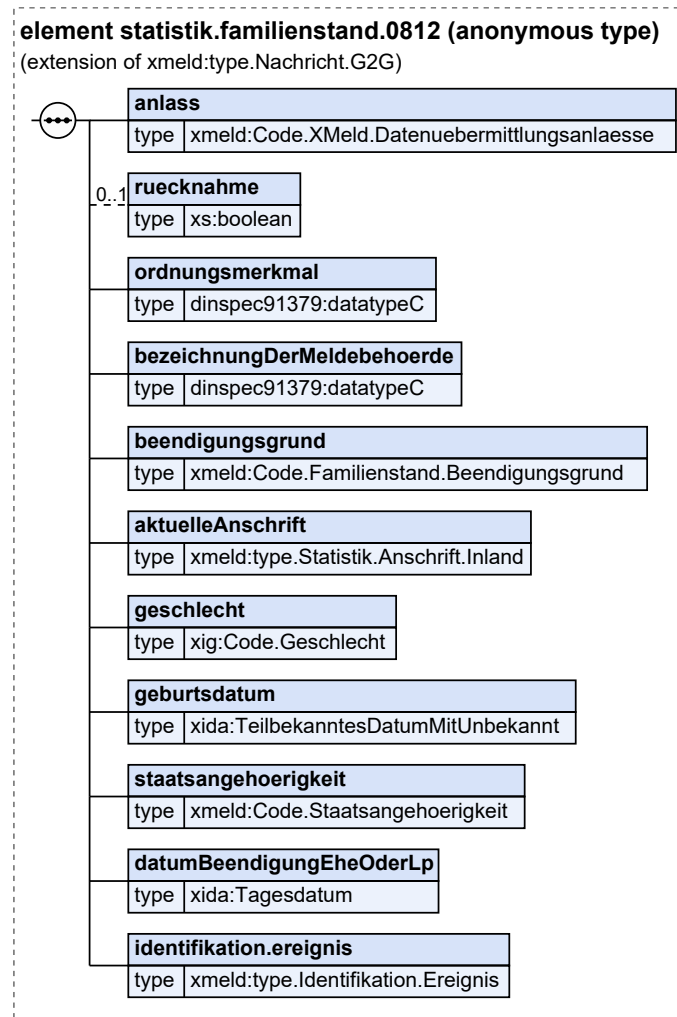 element statistik.familienstand.0812 (anonymous type)
(extension of xmeld:type.Nachricht.G2G)
anlass
type xmeld:Code.XMeld.Datenuebermittlungsanlaesse
0..1 ruecknahme
type xs:boolean
ordnungsmerkmal
type dinspec91379:datatypeC
bezeichnungDerMeldebehoerde
type dinspec91379:datatypeC
beendigungsgrund
type xmeld:Code.Familienstand.Beendigungsgrund
aktuelleAnschrift
type xmeld:type.Statistik.Anschrift.Inland
geschlecht
type xig:Code.Geschlecht
geburtsdatum
type xida:TeilbekanntesDatumMitUnbekannt
staatsangehoerigkeit
type xmeld:Code.Staatsangehoerigkeit
datumBeendigungEheOderLp
type xida:Tagesdatum
identifikation.ereignis
type xmeld:type.Identifikation.Ereignis